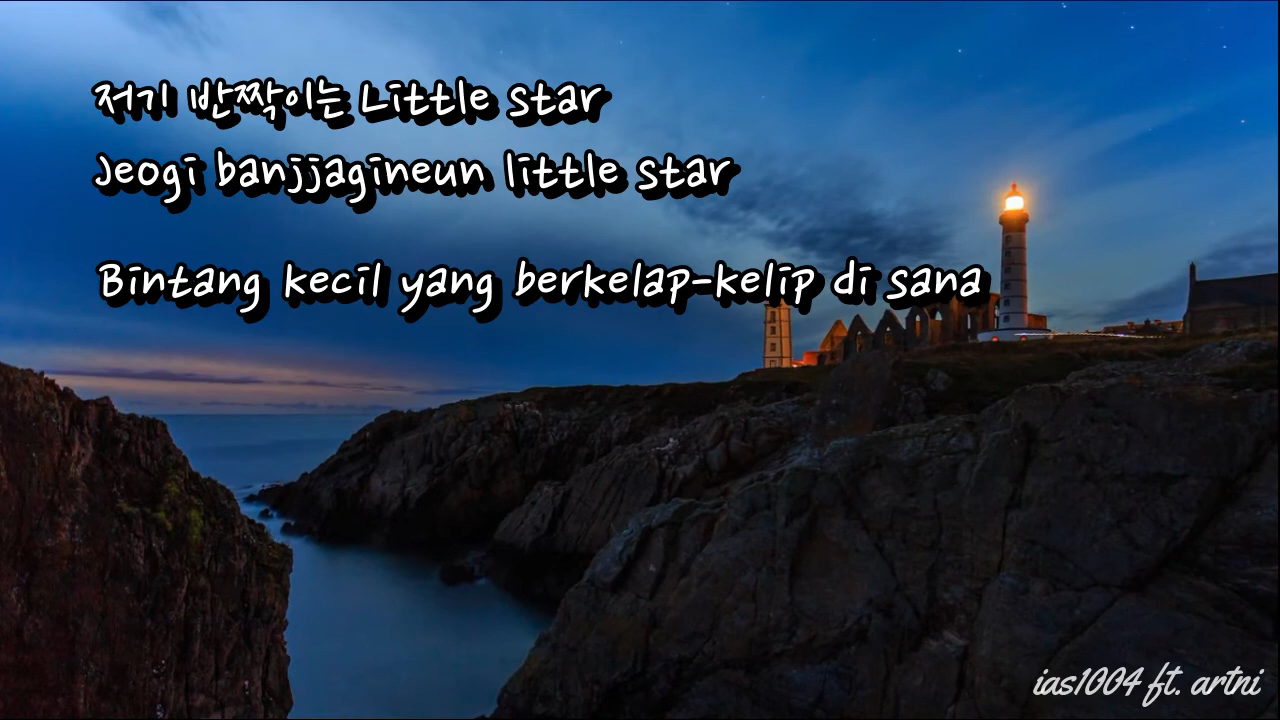 저기 반짝이는 Little star
Jeogi banjjagineun little star
Bintang kecil yang berkelap-kelip di sana
ias1004 ft. artni